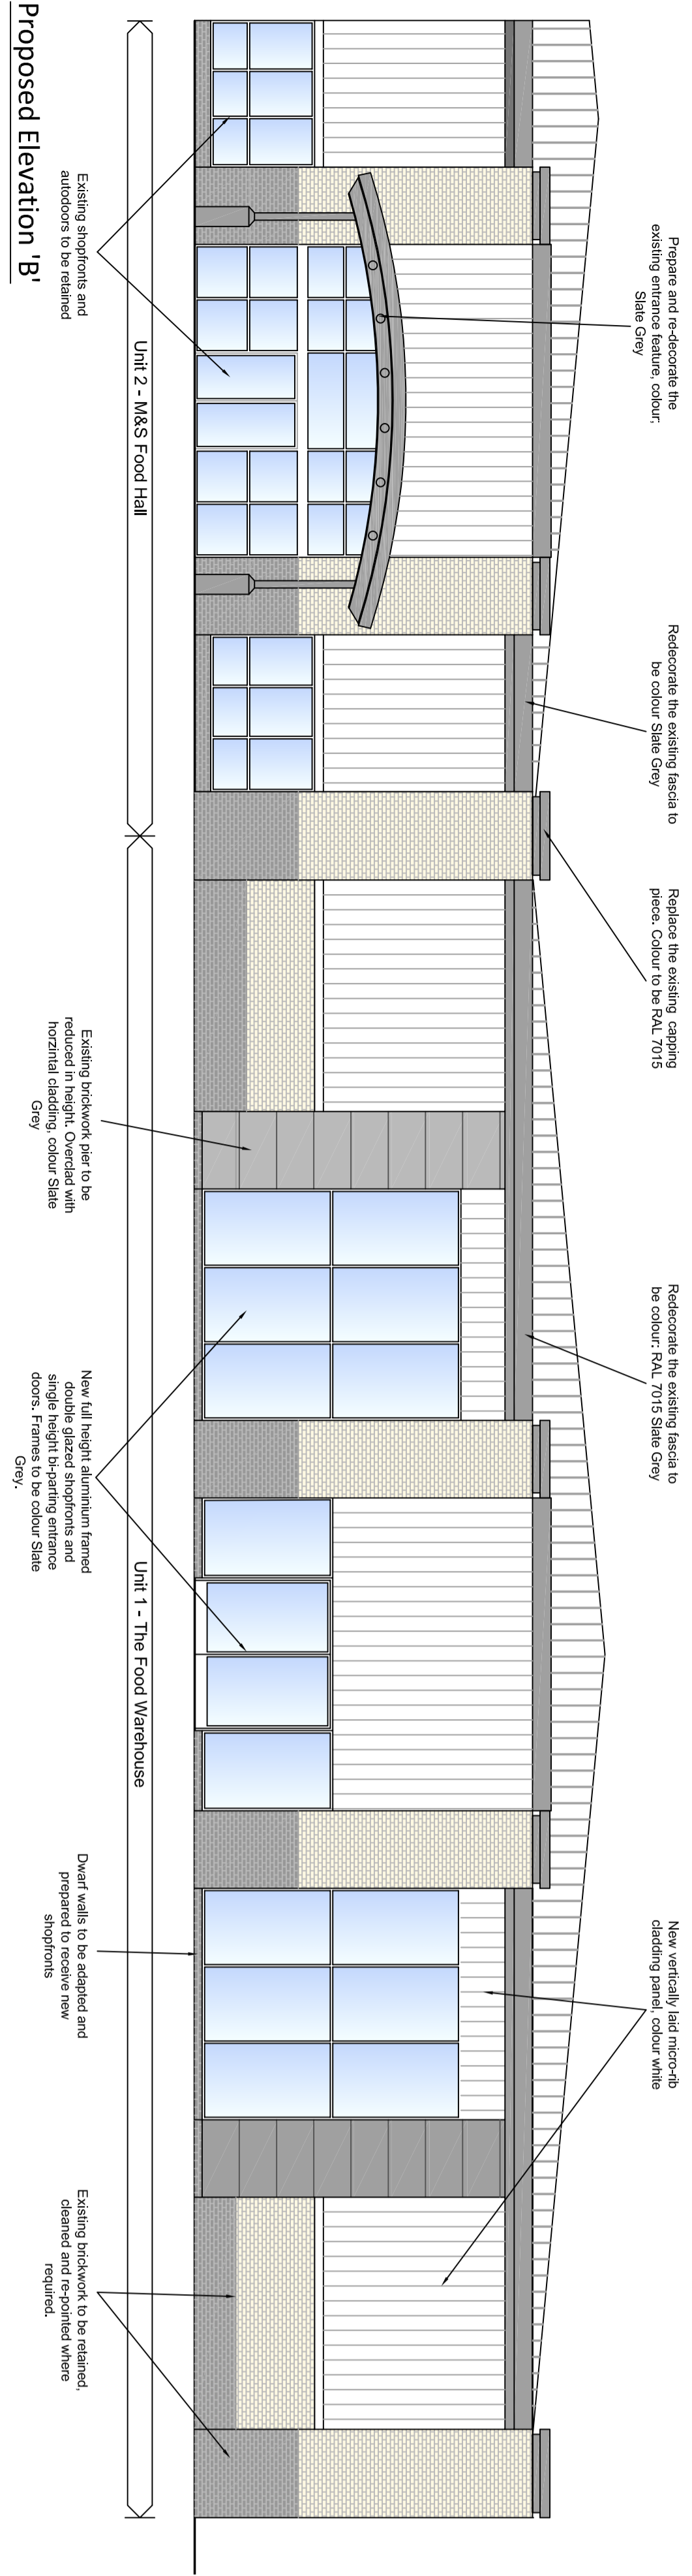 Prepare and re-decorate the
existing entrance feature, colour;
Slate Grey
Redecorate the existing fascia to
be colour Slate Grey
Replace the existing capping
piece. Colour to be RAL 7015
Redecorate the existing fascia to
be colour: RAL 7015 Slate Grey
New vertically laid micro-rib
cladding panel, colour white
Existing shopfronts and
autodoors to be retained
Existing brickwork pier to be
reduced in height. Overclad with
horzintal cladding, colour Slate
Grey
New full height aluminium framed
double glazed shopfronts and
single height bi-parting entrance
doors. Frames to be colour Slate
Grey.
Dwarf walls to be adapted and
prepared to receive new
shopfronts
Existing brickwork to be retained,
cleaned and re-pointed where
required.
Unit 2 - M&S Food Hall
Unit 1 - The Food Warehouse
Proposed Elevation 'B'